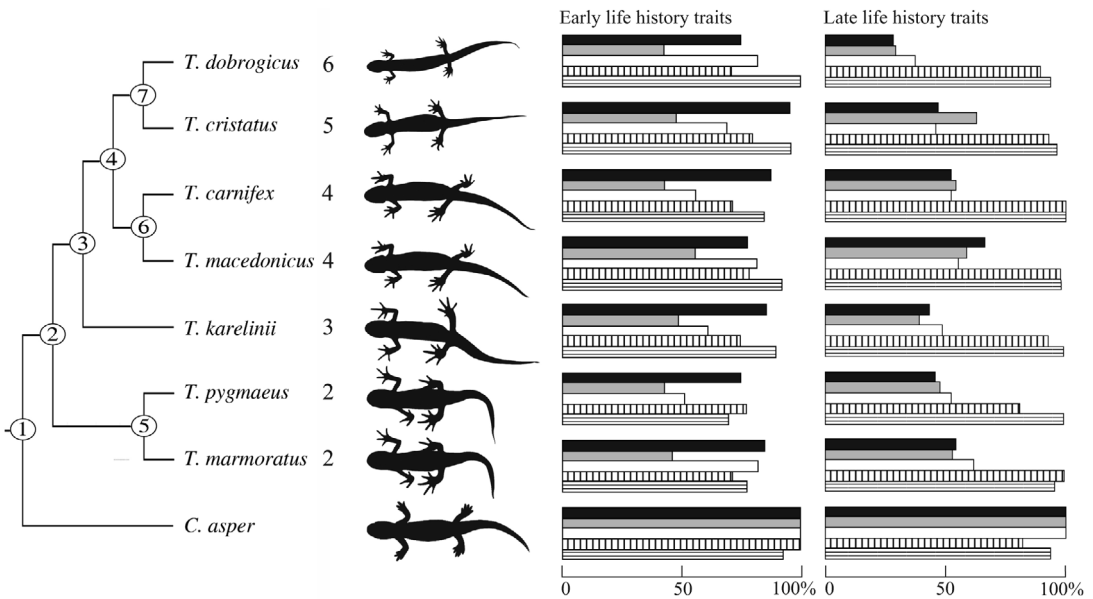 Early life history traits Late life history traits
T. dobrogicus 6
7
T. cristatus 5
4
T. carnifex 4
6
3
T. macedonicus 4
T. karelinii 3
2
T. pygmaeus 2
1
5
T. marmoratus 2
C. asper
0 50 100% 0 50 100%